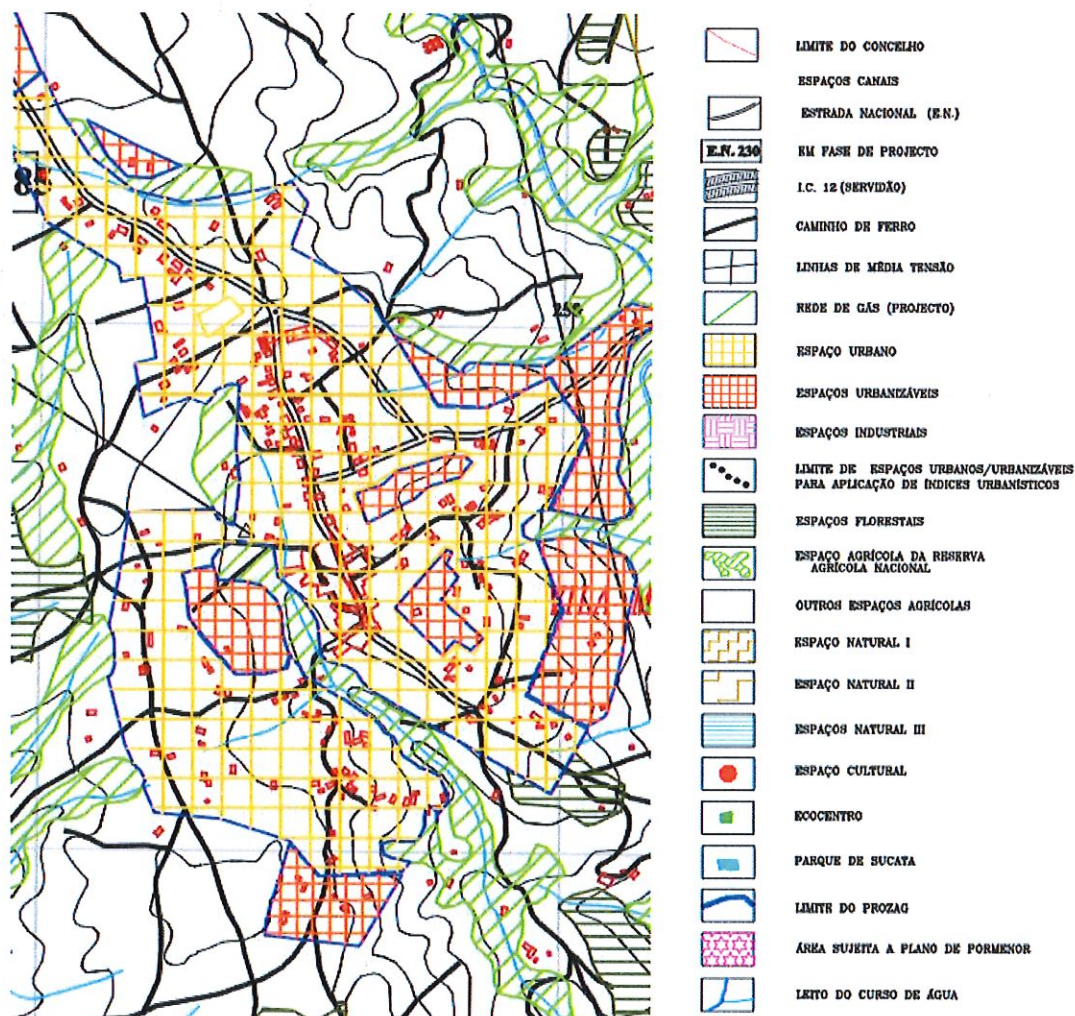 LIMITE DO CONCELHO
ESPAÇOS CANAIS
ESTRADA NACIONAL (E.N.)
E.N. 230 EM FASE DE PROJECTO
I.C. 12 (SERVIDÃO)
CAMINHO DE FERRO
LINHAS DE MÉDIA TENSÃO
REDE DE GÁS (PROJECTO)
ESPAÇO URBANO
ESPAÇOS URBANIZÁVEIS
ESPAÇOS INDUSTRIAIS
LIMITE DE ESPAÇOS URBANOS/URBANIZÁVEIS
PARA APLICAÇÃO DE ÍNDICES URBANÍSTICOS
ESPAÇOS FLORESTAIS
ESPAÇO AGRÍCOLA DA RESERVA
AGRÍCOLA NACIONAL
OUTROS ESPAÇOS AGRÍCOLAS
ESPAÇO NATURAL I
ESPAÇO NATURAL II
ESPAÇOS NATURAL III
ESPAÇO CULTURAL
ECOCENTRO
PARQUE DE SUCATA
LIMITE DO PROZAG
ÁREA SUJEITA A PLANO DE PORMENOR
LEITO DO CURSO DE ÁGUA